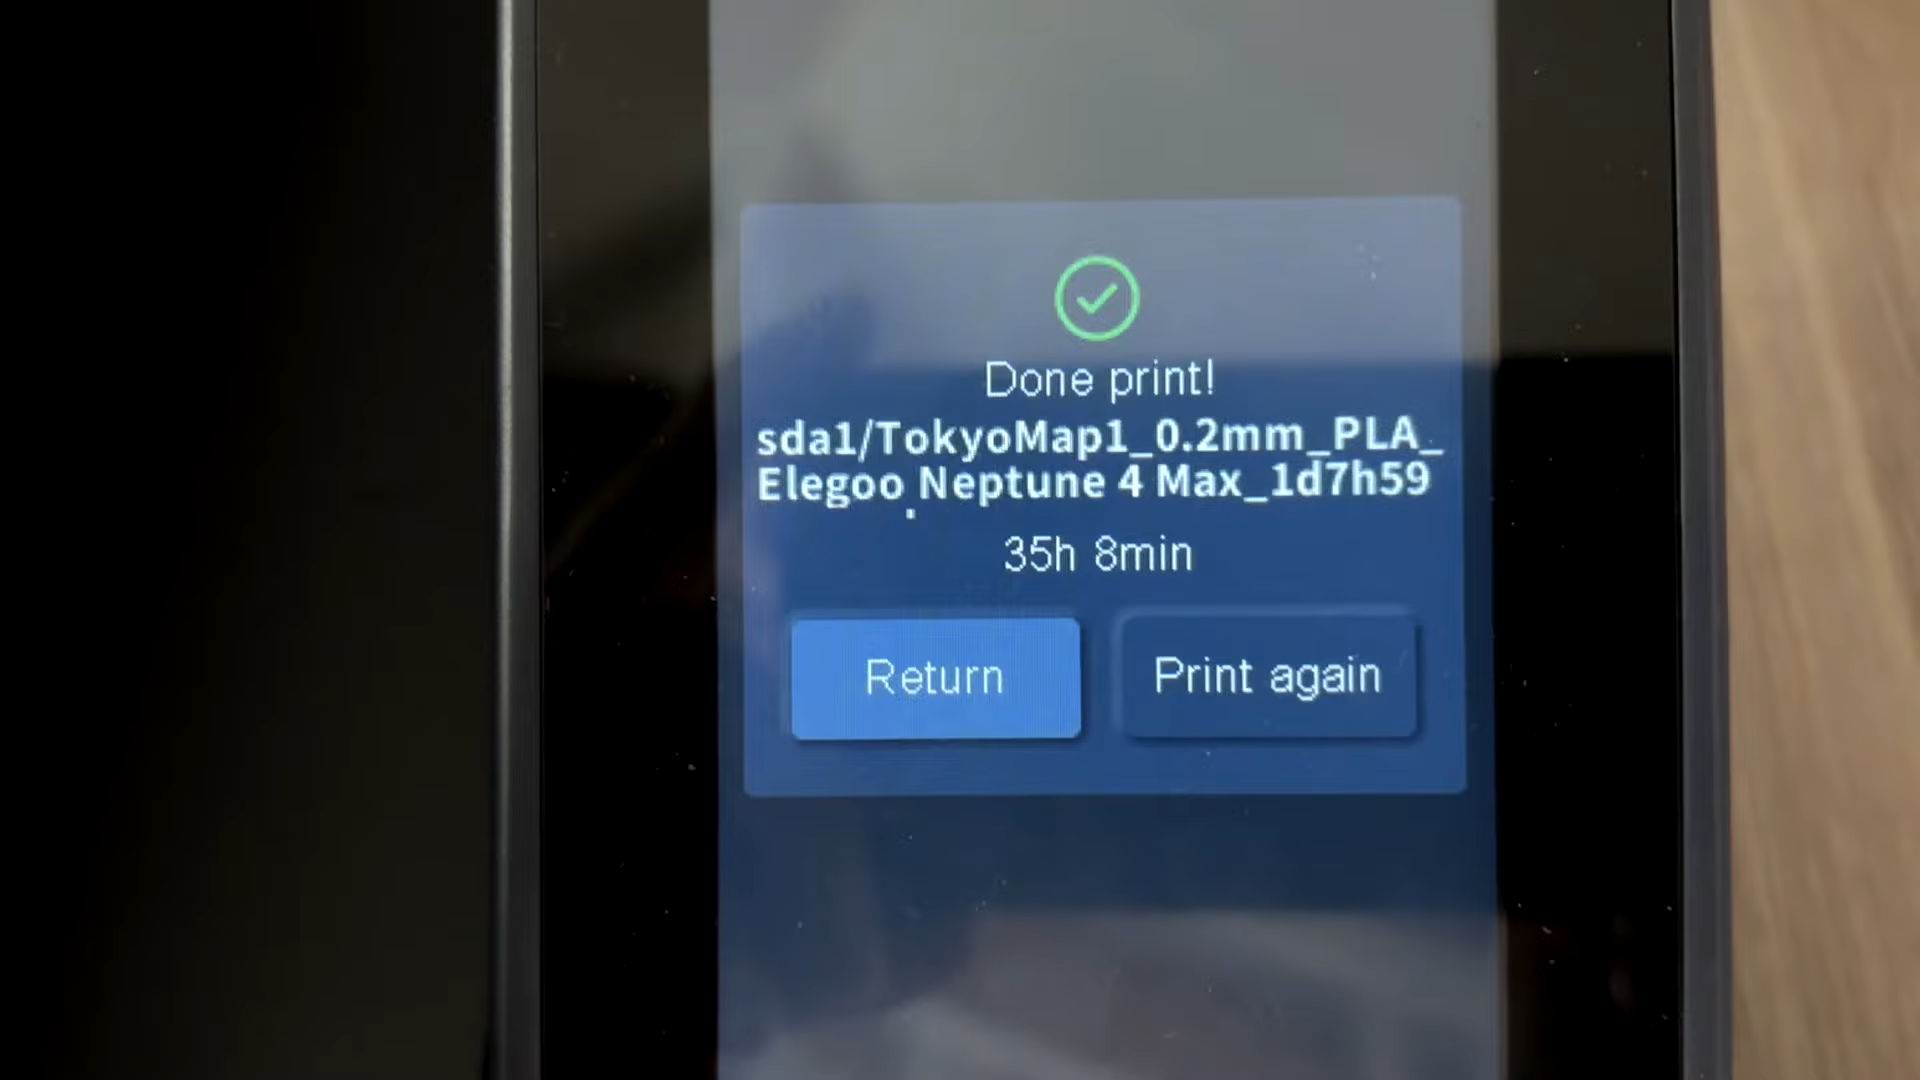 Done print!
sda1/TokyoMap1_0.2mm_PLA_
Elegoo Neptune 4 Max_1d7h59
35h 8min
Return
Print again